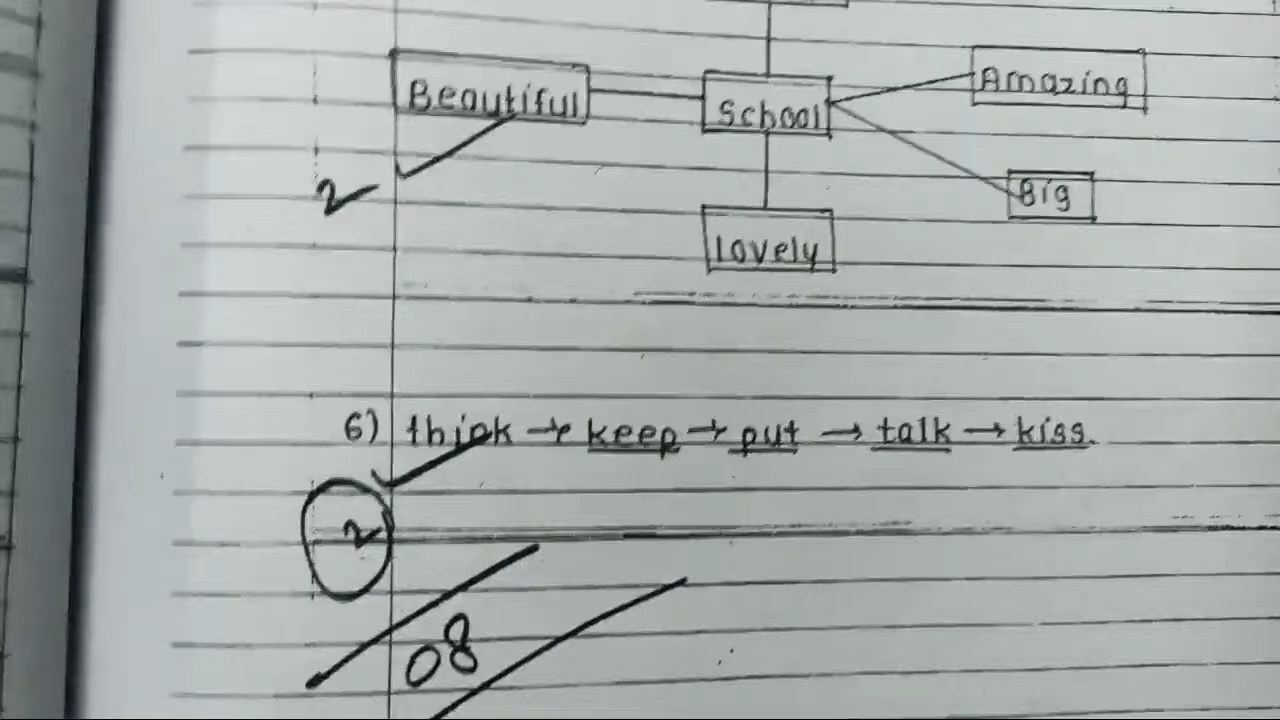 Beautiful
School
Amazing
Big
2
lovely
6) think → keep → put → talk → kiss.
2
08